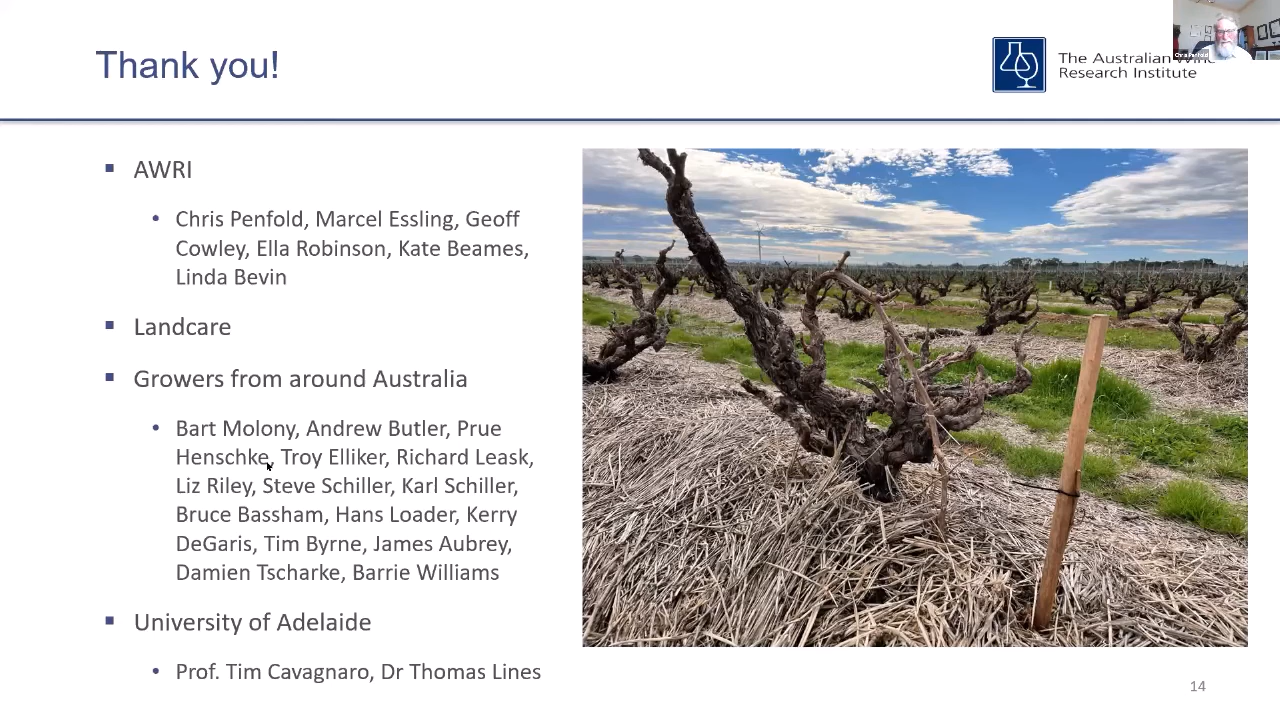 Thank you!
Chris Penfold
The Australian Wine
Research Institute
AWRI
Chris Penfold, Marcel Essling, Geoff
Cowley, Ella Robinson, Kate Beames,
Linda Bevin
Landcare
Growers from around Australia
Bart Molony, Andrew Butler, Prue
Henschke, Troy Elliker, Richard Leask,
Liz Riley, Steve Schiller, Karl Schiller,
Bruce Bassham, Hans Loader, Kerry
DeGaris, Tim Byrne, James Aubrey,
Damien Tscharke, Barrie Williams
University of Adelaide
Prof. Tim Cavagnaro, Dr Thomas Lines
14